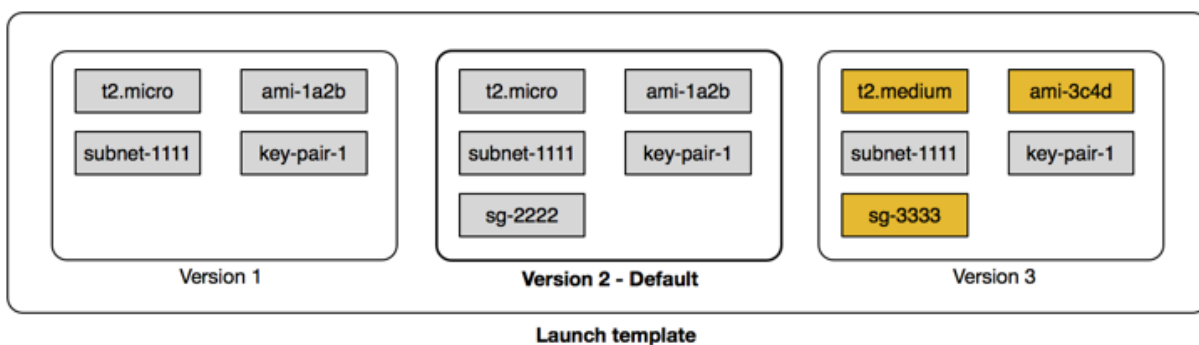 t2.micro
ami-1a2b
subnet-1111
key-pair-1
Version 1
t2.micro
ami-1a2b
subnet-1111
key-pair-1
sg-2222
Version 2 - Default
t2.medium
ami-3c4d
subnet-1111
key-pair-1
sg-3333
Version 3
Launch template